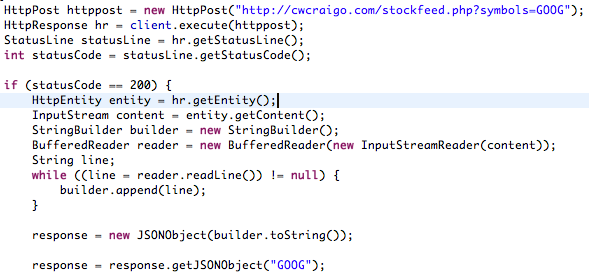 HttpPost httppost = new HttpPost("http://cwcraigo.com/stockfeed.php?symbols=GOOG");
HttpResponse hr = client.execute(httppost);
StatusLine statusLine = hr.getStatusLine();
int statusCode = statusLine.getStatusCode();

if (statusCode == 200) {
    HttpEntity entity = hr.getEntity();
    InputStream content = entity.getContent();
    StringBuilder builder = new StringBuilder();
    BufferedReader reader = new BufferedReader(new InputStreamReader(content));
    String line;
    while ((line = reader.readLine()) != null) {
        builder.append(line);
    }

    response = new JSONObject(builder.toString());

    response = response.getJSONObject("GOOG");